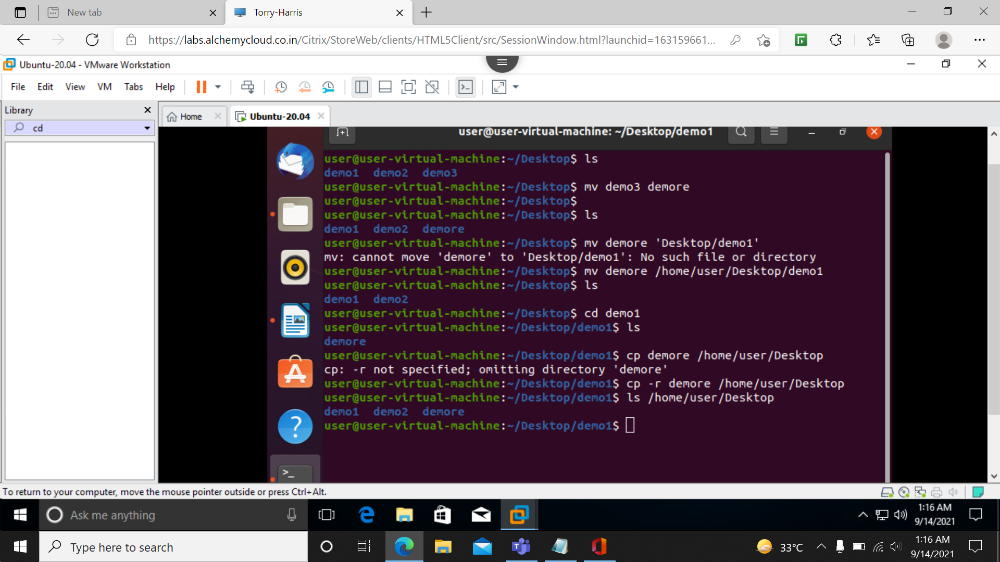 New tab
Torry-Harris
https://labs.alchemycloud.co.in/Citrix/StoreWeb/clients/HTML5Client/src/SessionWindow.html?launchid=163159661...
Ubuntu-20.04 - VMware Workstation
File Edit View VM Tabs Help
Library
cd
Home
Ubuntu-20.04
user@user-virtual-machine: ~/Desktop/demo1
user@user-virtual-machine:~/Desktop$ ls
demo1 demo2 demo3
user@user-virtual-machine:~/Desktop$ mv demo3 demore
user@user-virtual-machine:~/Desktop$
user@user-virtual-machine:~/Desktop$ ls
demo1 demo2 demore
user@user-virtual-machine:~/Desktop$ mv demore 'Desktop/demo1'
mv: cannot move 'demore' to 'Desktop/demo1': No such file or directory
user@user-virtual-machine:~/Desktop$ mv demore /home/user/Desktop/demo1
user@user-virtual-machine:~/Desktop$ ls
demo1 demo2
user@user-virtual-machine:~/Desktop$ cd demo1
user@user-virtual-machine:~/Desktop/demo1$ ls
demore
user@user-virtual-machine:~/Desktop/demo1$ cp demore /home/user/Desktop
cp: -r not specified; omitting directory 'demore'
user@user-virtual-machine:~/Desktop/demo1$ cp -r demore /home/user/Desktop
user@user-virtual-machine:~/Desktop/demo1$ ls /home/user/Desktop
demo1 demo2 demore
user@user-virtual-machine:~/Desktop/demo1$
To return to your computer, move the mouse pointer outside or press Ctrl+Alt.
Ask me anything
1:16 AM
9/14/2021
Type here to search
33°C
1:16 AM
9/14/2021